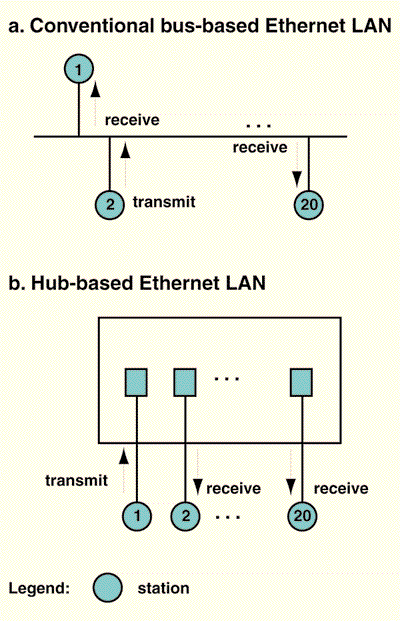 a. Conventional bus-based Ethernet LAN
1
receive
...
receive
2
transmit
20
b. Hub-based Ethernet LAN
...
transmit
receive
receive
1
2
...
20
Legend:
station